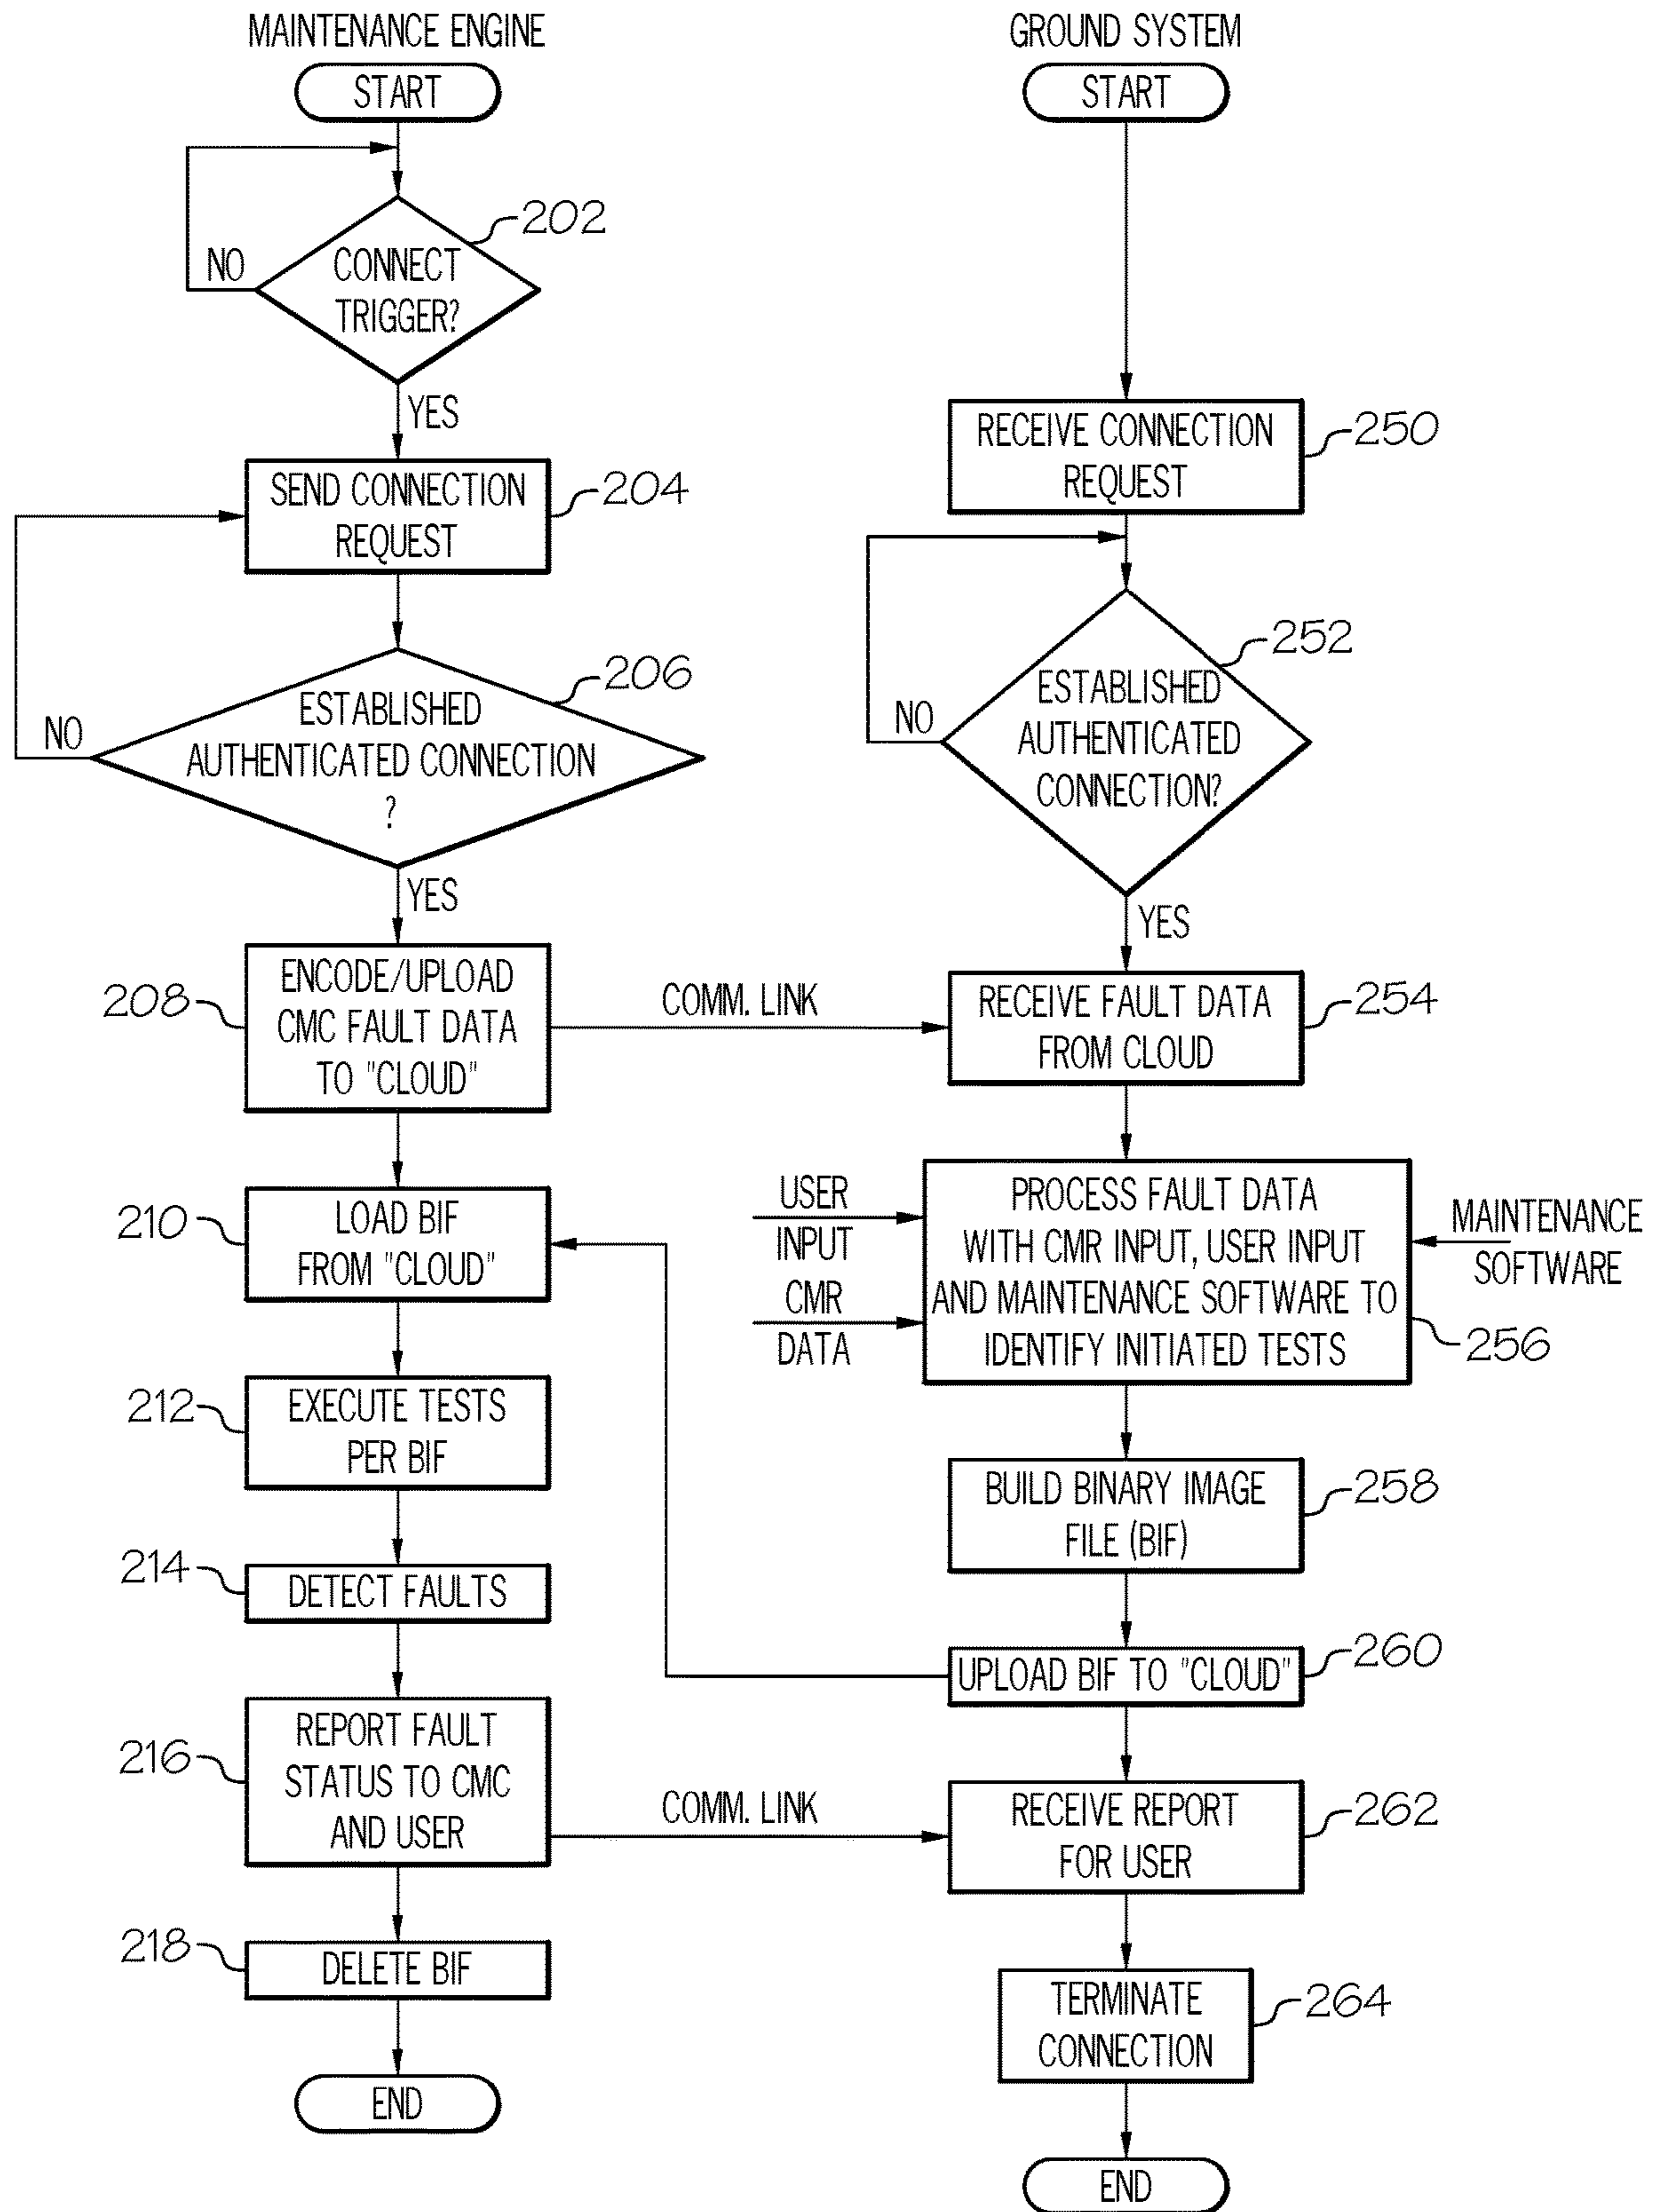 MAINTENANCE ENGINE
START
202
CONNECT
TRIGGER?
NO
YES
SEND CONNECTION
REQUEST
204
206
ESTABLISHED
AUTHENTICATED CONNECTION
?
NO
YES
208
ENCODE/UPLOAD
CMC FAULT DATA
TO "CLOUD"
COMM. LINK
210
LOAD BIF
FROM "CLOUD"
212
EXECUTE TESTS
PER BIF
214
DETECT FAULTS
216
REPORT FAULT
STATUS TO CMC
AND USER
COMM. LINK
218
DELETE BIF
END
GROUND SYSTEM
START
RECEIVE CONNECTION
REQUEST
250
252
ESTABLISHED
AUTHENTICATED
CONNECTION?
NO
YES
RECEIVE FAULT DATA
FROM CLOUD
254
USER
INPUT
CMR
DATA
PROCESS FAULT DATA
WITH CMR INPUT, USER INPUT
AND MAINTENANCE SOFTWARE TO
IDENTIFY INITIATED TESTS
MAINTENANCE
SOFTWARE
256
BUILD BINARY IMAGE
FILE (BIF)
258
UPLOAD BIF TO "CLOUD"
260
RECEIVE REPORT
FOR USER
262
TERMINATE
CONNECTION
264
END